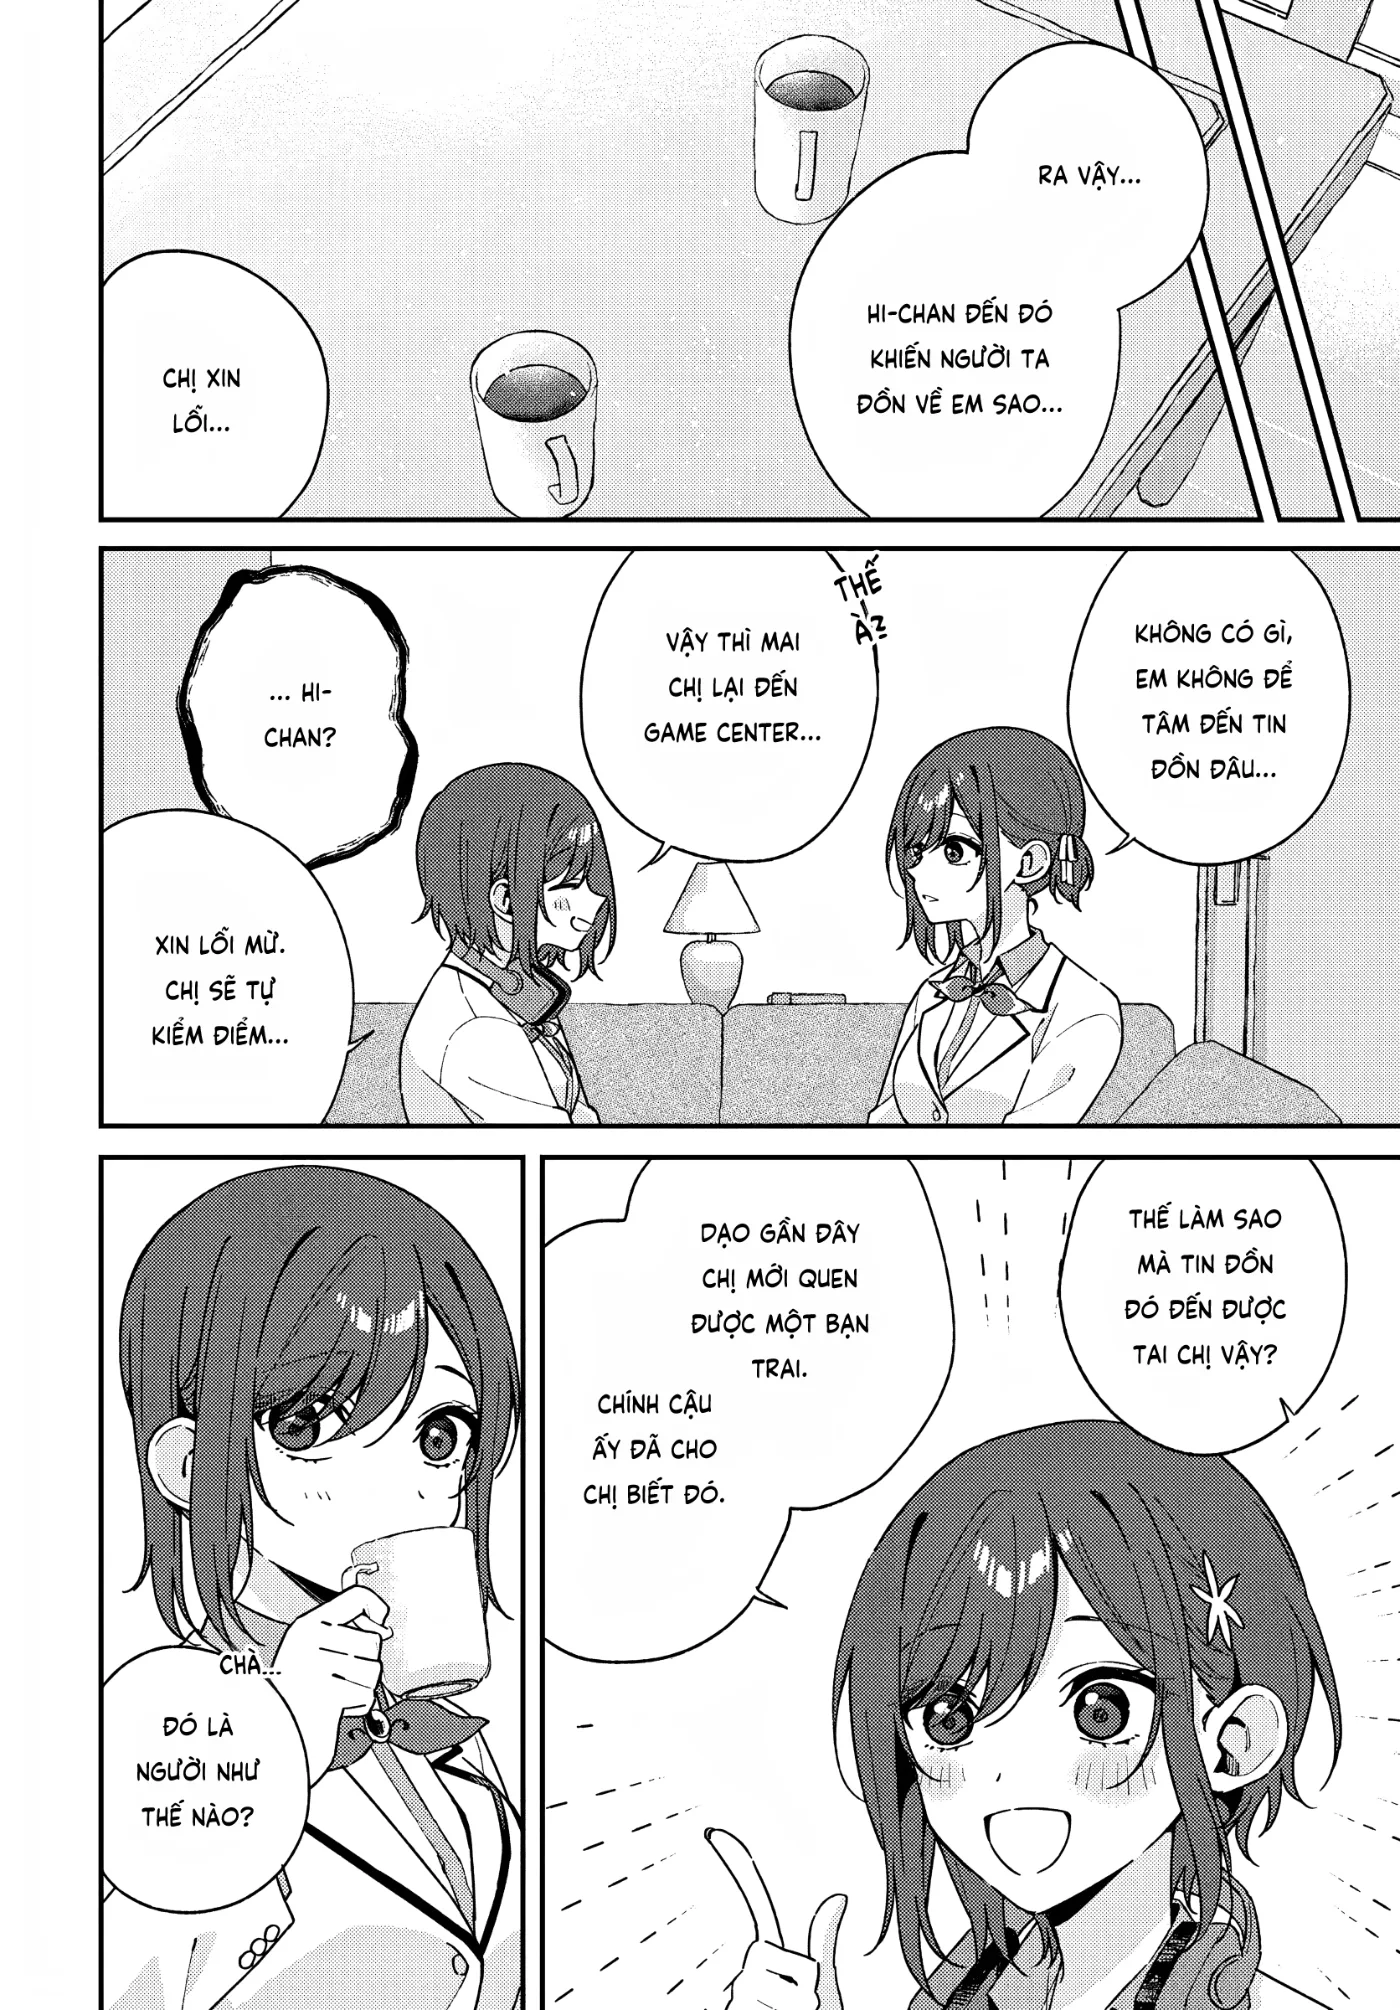 RA VẬY...
HI-CHAN ĐẾN ĐÓ
KHIẾN NGƯỜI TA
ĐỒN VỀ EM SAO...
CHỊ XIN
LỖI...
KHÔNG CÓ GÌ,
EM KHÔNG ĐỂ
TÂM ĐẾN TIN
ĐỒN ĐÂU...
THẾ
À?
VẬY THÌ MAI
CHỊ LẠI ĐẾN
GAME CENTER...
... HI-
CHAN?
XIN LỖI MỪ.
CHỊ SẼ TỰ
KIỂM ĐIỂM...
THẾ LÀM SAO
MÀ TIN ĐỒN
ĐÓ ĐẾN ĐƯỢC
TAI CHỊ VẬY?
DẠO GẦN ĐÂY
CHỊ MỚI QUEN
ĐƯỢC MỘT BẠN
TRAI.
CHÍNH CẬU
ẤY ĐÃ CHO
CHỊ BIẾT ĐÓ.
CHÀ...
ĐÓ LÀ
NGƯỜI NHƯ
THẾ NÀO?